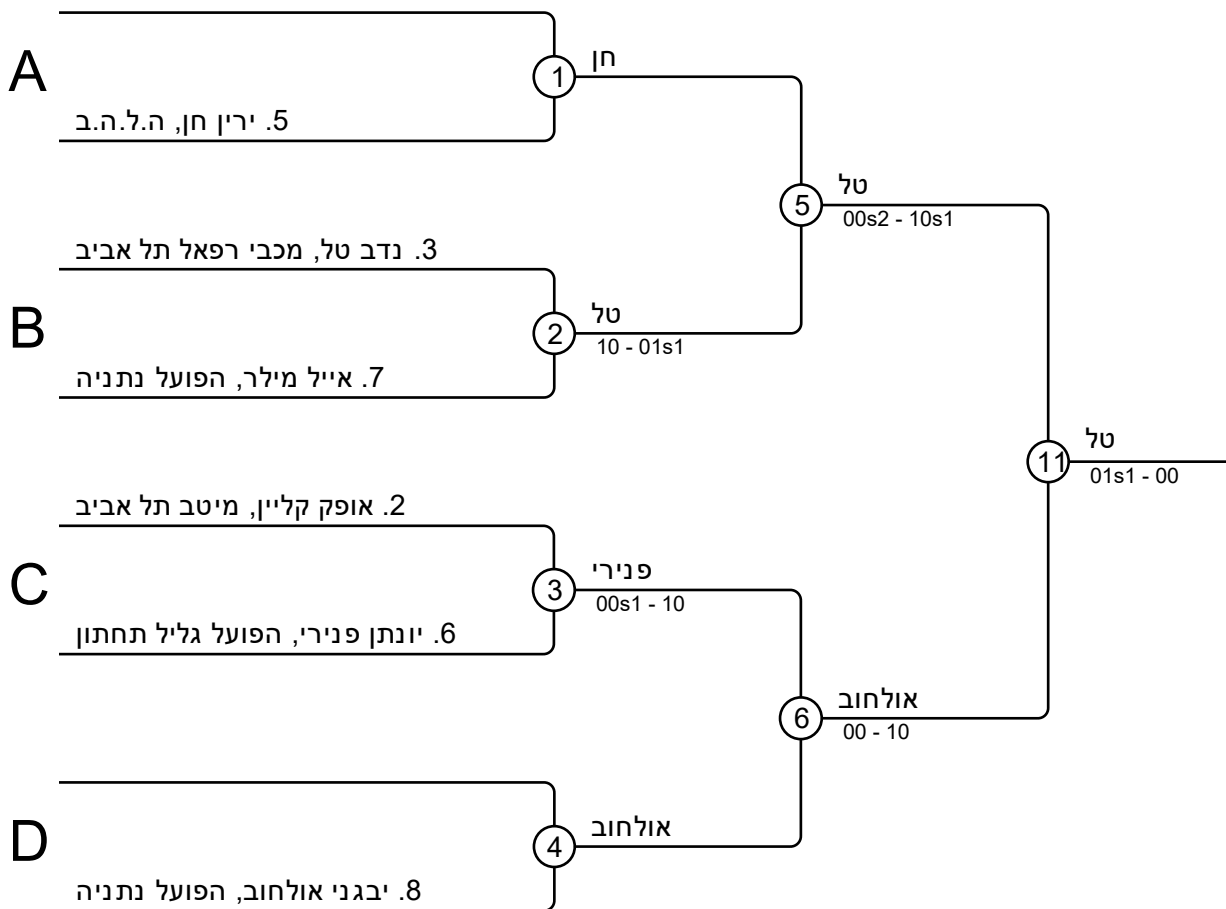 A
1
חן
5. ירין חן, ה.ל.ה.ב
5
טל
00s2 - 10s1
3. נדב טל, מכבי רפאל תל אביב
B
2
טל
10 - 01s1
7. אייל מילר, הפועל נתניה
11
טל
01s1 - 00
2. אופק קליין, מיטב תל אביב
C
3
פנירי
00s1 - 10
6. יונתן פנירי, הפועל גליל תחתון
6
אולחוב
00 - 10
D
4
אולחוב
8. יבגני אולחוב, הפועל נתניה